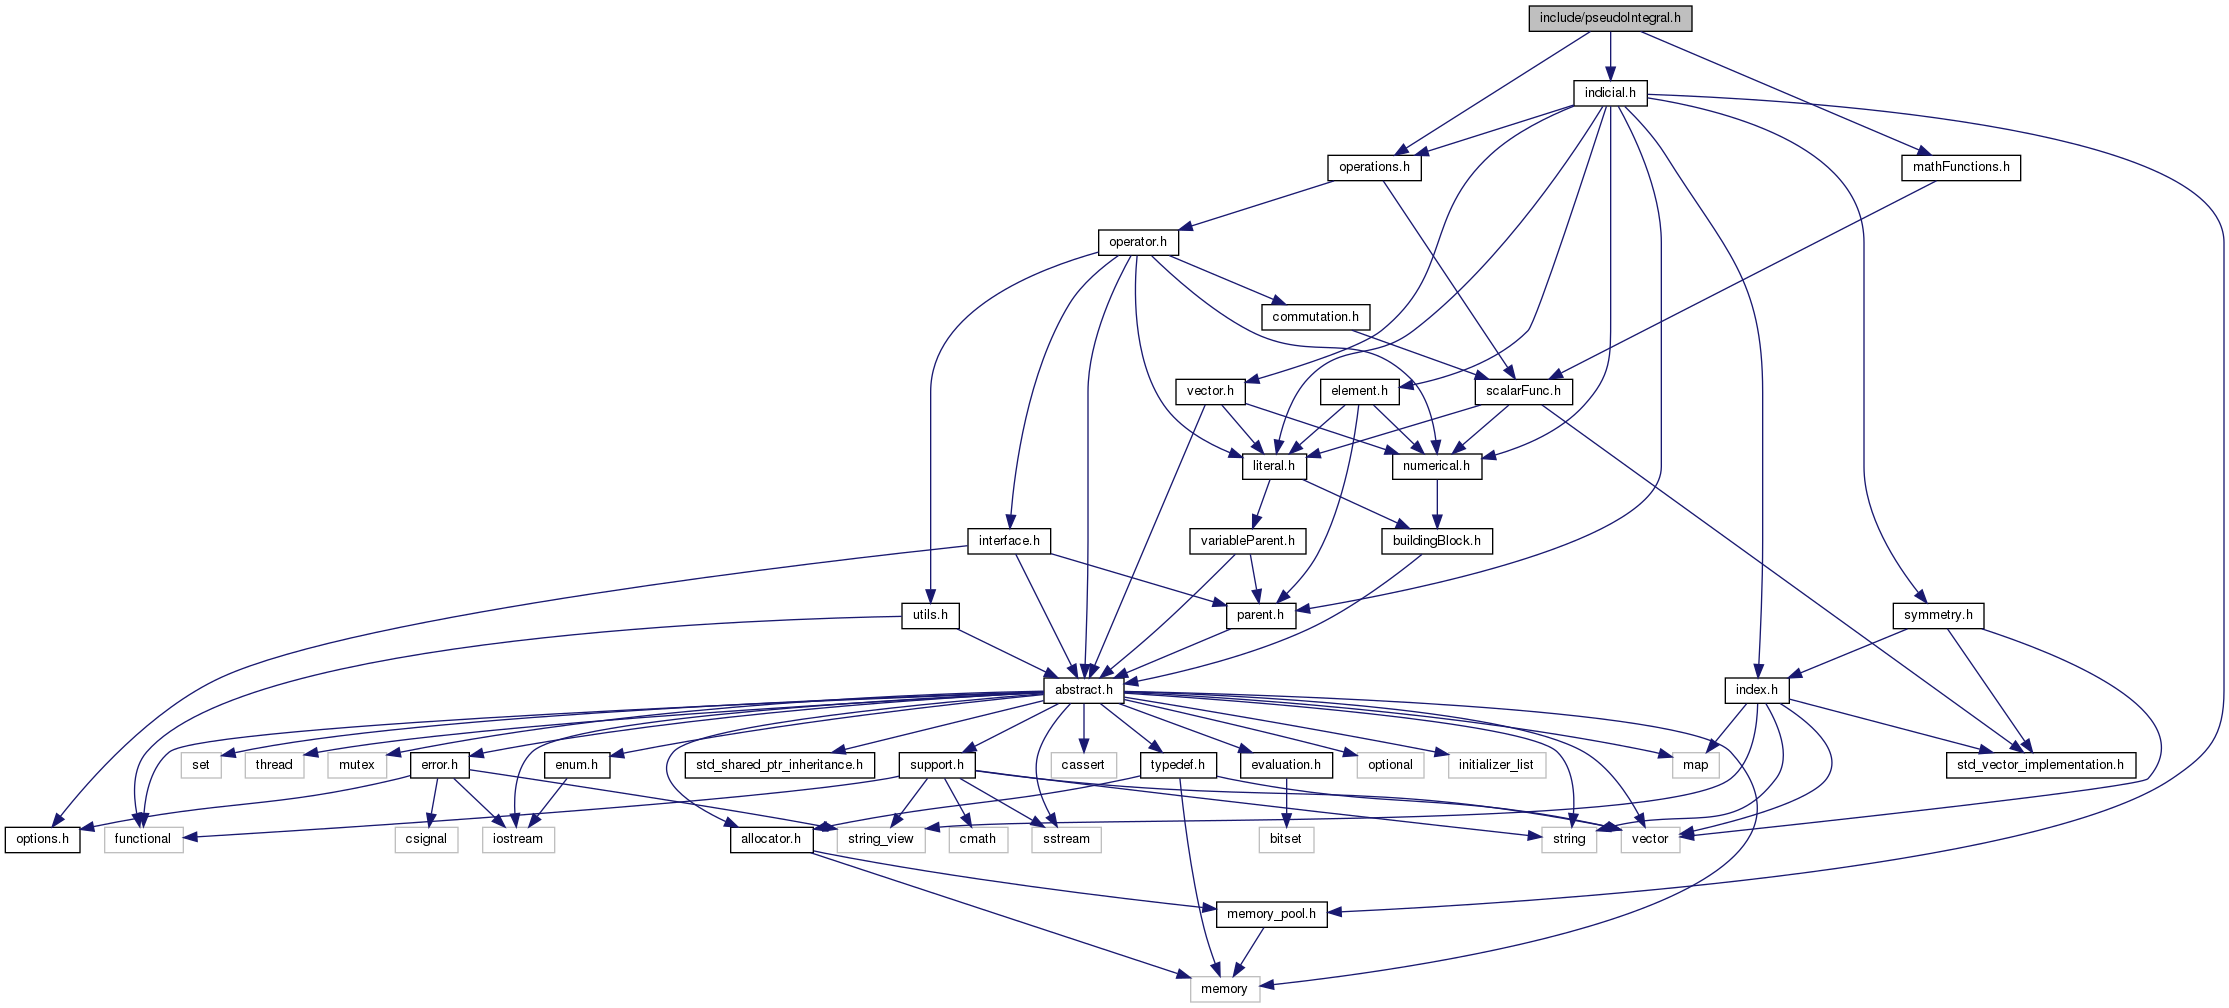 include/pseudoIntegral.h
indicial.h
operations.h
mathFunctions.h
operator.h
commutation.h
vector.h
element.h
scalarFunc.h
literal.h
numerical.h
interface.h
variableParent.h
buildingBlock.h
utils.h
parent.h
symmetry.h
abstract.h
index.h
set
thread
mutex
error.h
enum.h
std_shared_ptr_inheritance.h
support.h
cassert
typedef.h
evaluation.h
optional
initializer_list
map
std_vector_implementation.h
options.h
functional
csignal
iostream
allocator.h
string_view
cmath
sstream
bitset
string
vector
memory_pool.h
memory